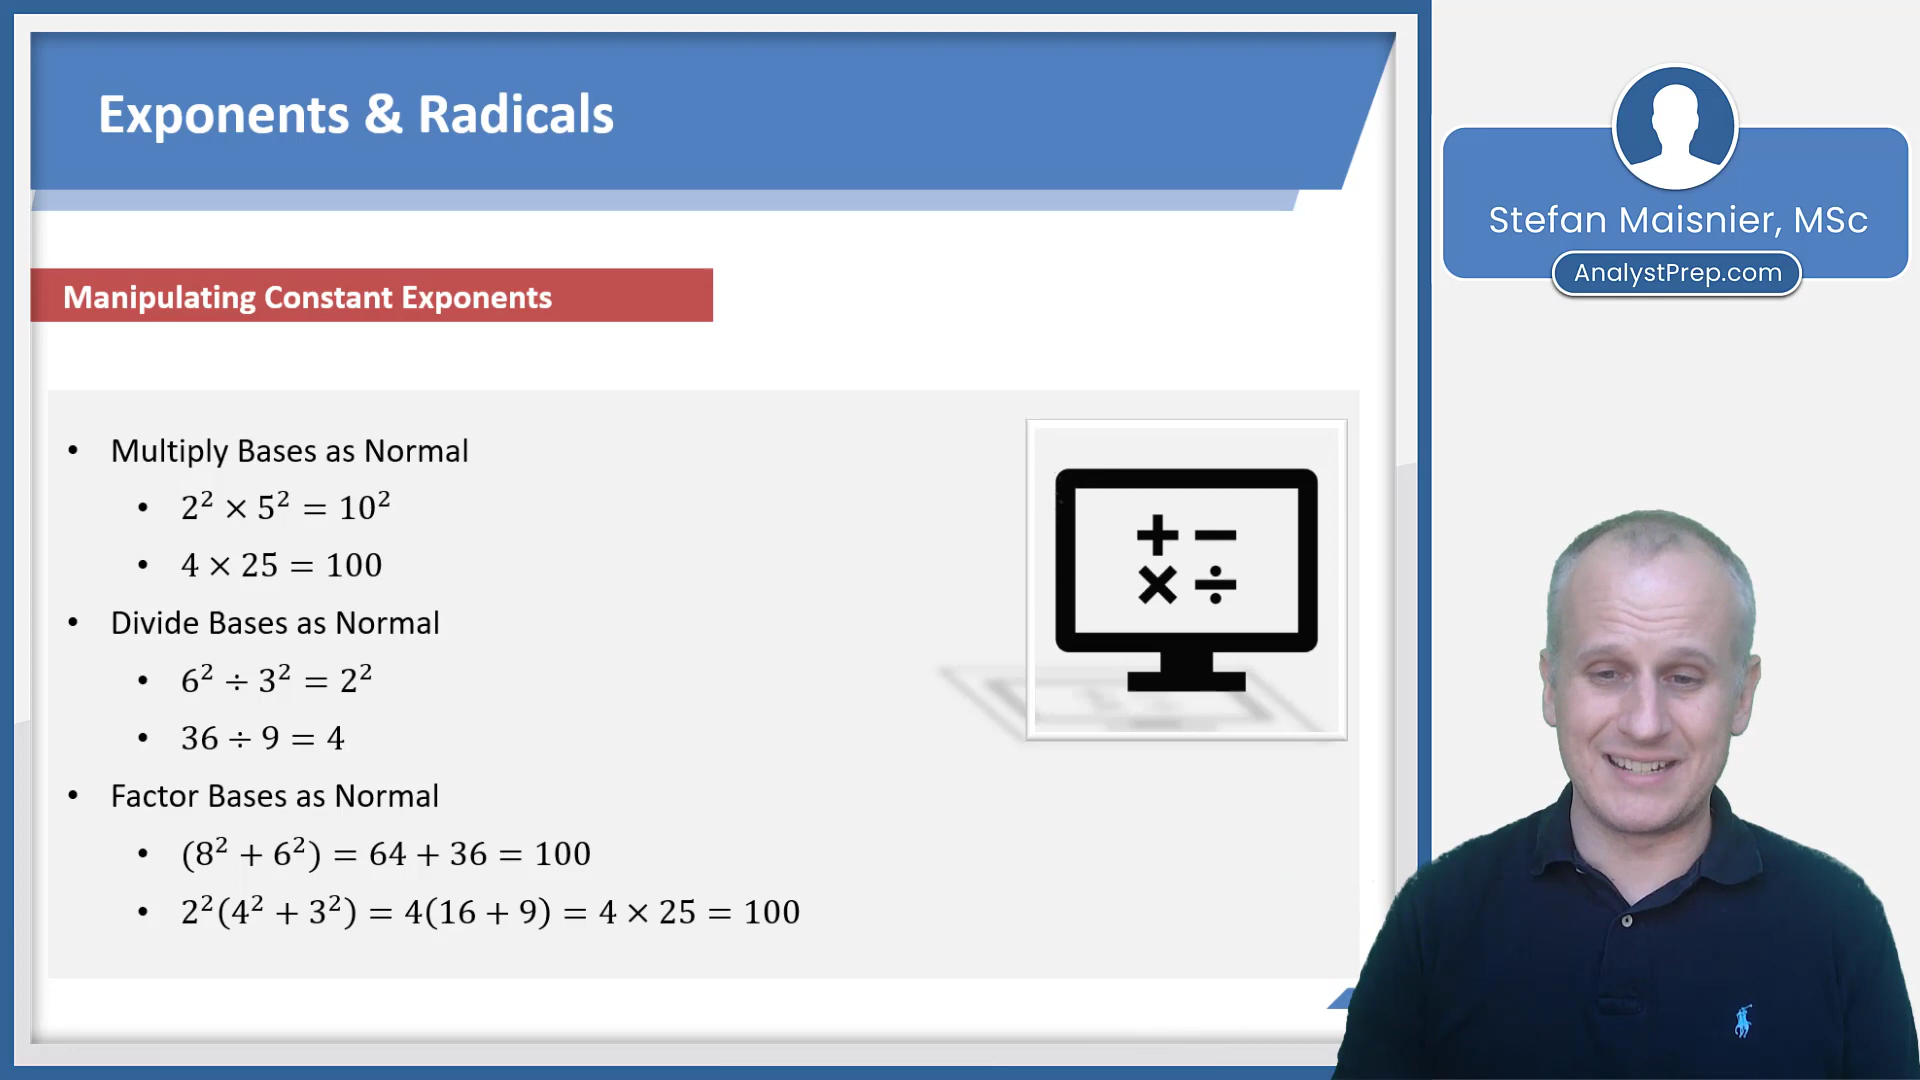 Exponents & Radicals
Stefan Maisnier, MSc
AnalystPrep.com
Manipulating Constant Exponents
• Multiply Bases as Normal
• 2² × 5² = 10²
• 4 × 25 = 100
• Divide Bases as Normal
• 6² ÷ 3² = 2²
• 36 ÷ 9 = 4
• Factor Bases as Normal
• (8² + 6²) = 64 + 36 = 100
• 2²(4² + 3²) = 4(16 + 9) = 4 × 25 = 100
+ −
× ÷